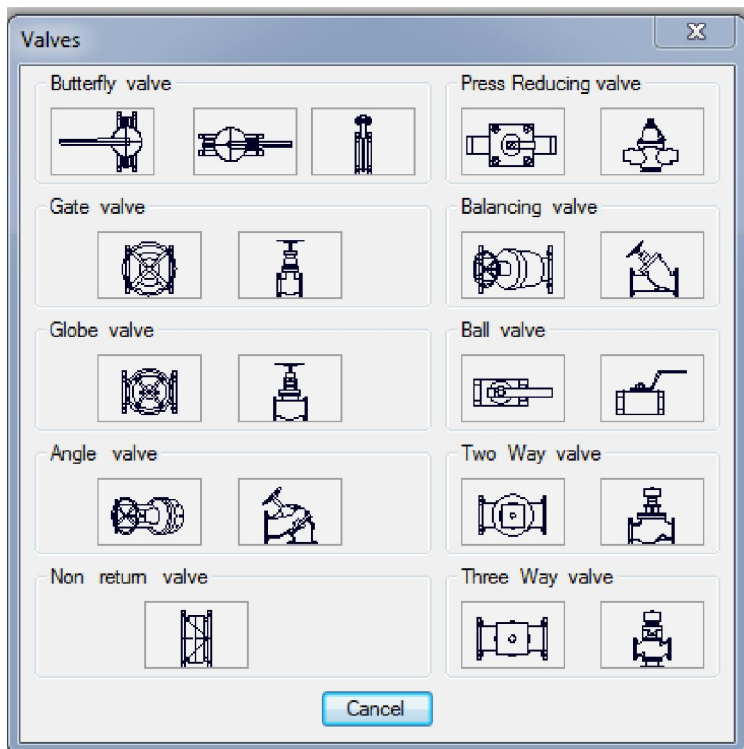 Valves
Butterfly valve
Press Reducing valve
Gate valve
Balancing valve
Globe valve
Ball valve
Angle valve
Two Way valve
Non return valve
Three Way valve
Cancel